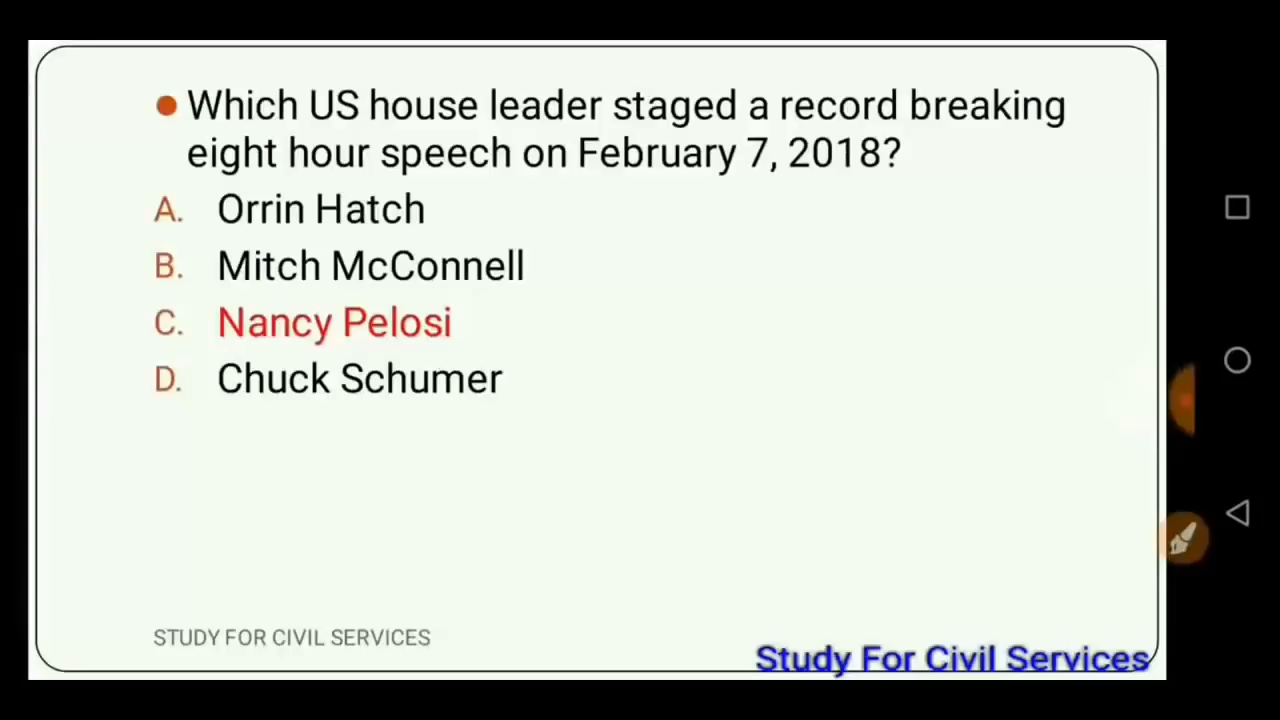 Which US house leader staged a record breaking
eight hour speech on February 7, 2018?
A. Orrin Hatch
B. Mitch McConnell
C. Nancy Pelosi
D. Chuck Schumer
STUDY FOR CIVIL SERVICES
Study For Civil Services